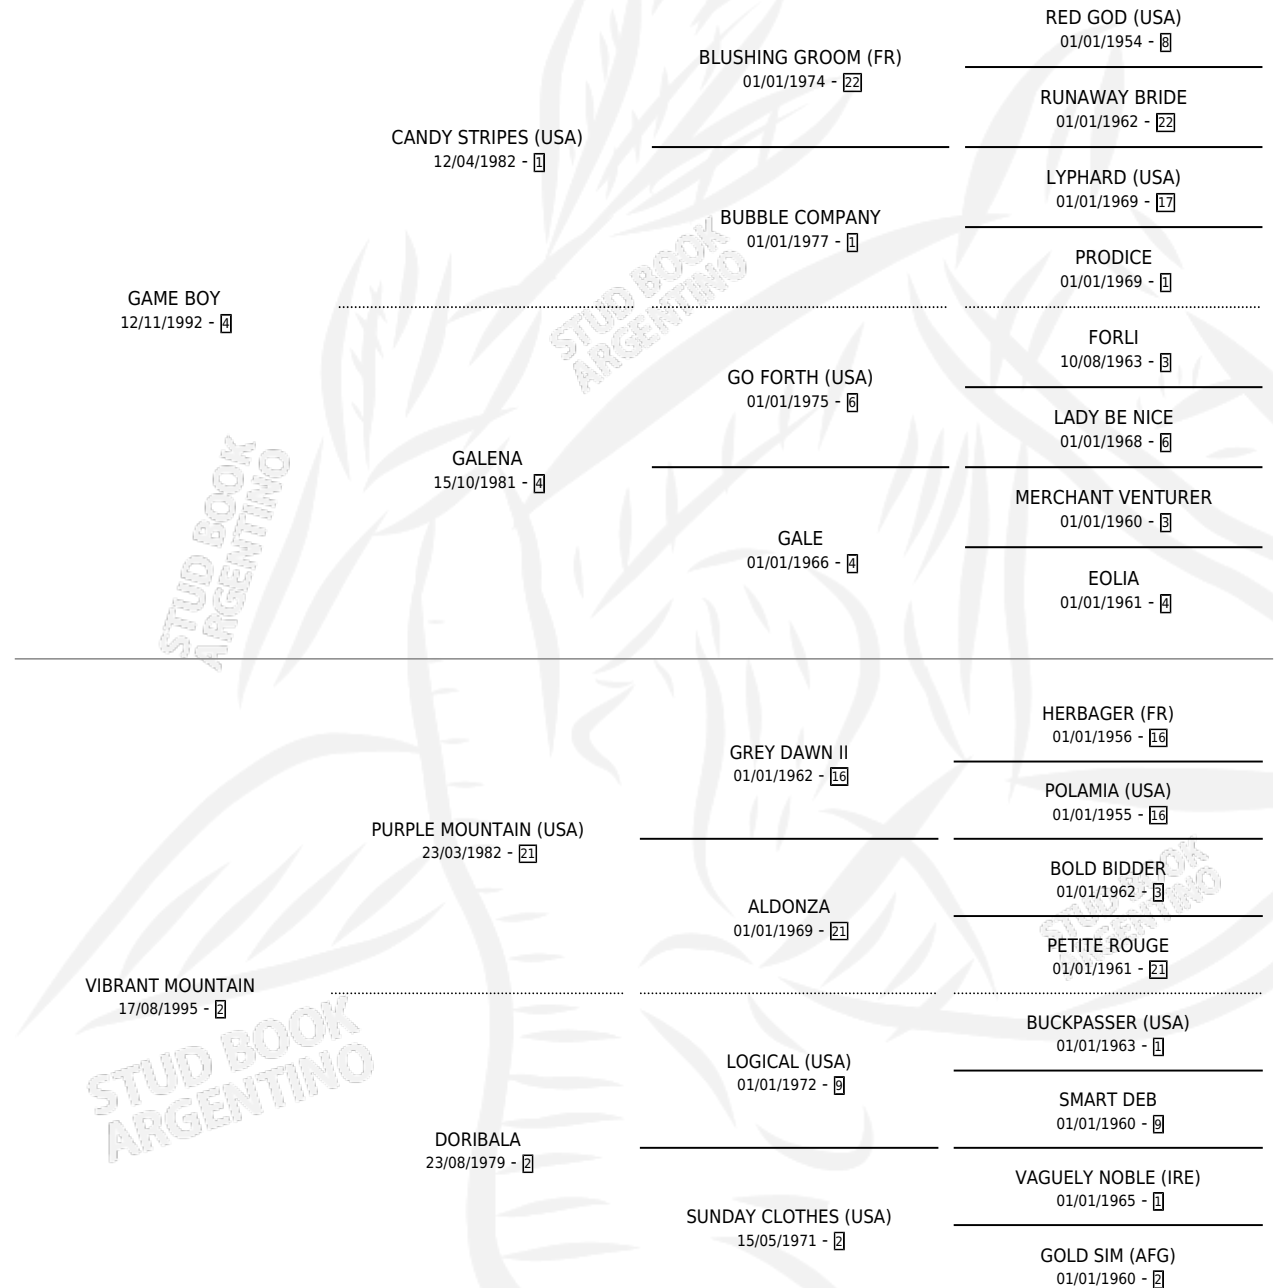 RED GOD (USA)
01/01/1954 - 8
BLUSHING GROOM (FR)
01/01/1974 - 22
RUNAWAY BRIDE
01/01/1962 - 22
CANDY STRIPES (USA)
12/04/1982 - 1
LYPHARD (USA)
01/01/1969 - 17
BUBBLE COMPANY
01/01/1977 - 1
PRODICE
01/01/1969 - 1
GAME BOY
12/11/1992 - 4
STUD BOOK
ARGENTINO
FORLI
10/08/1963 - 3
GO FORTH (USA)
01/01/1975 - 6
LADY BE NICE
01/01/1968 - 6
GALENA
15/10/1981 - 4
MERCHANT VENTURER
01/01/1960 - 3
GALE
01/01/1966 - 4
EOLIA
01/01/1961 - 4
STUD BOOK
ARGENTINO
HERBAGER (FR)
01/01/1956 - 16
GREY DAWN II
01/01/1962 - 16
POLAMIA (USA)
01/01/1955 - 16
PURPLE MOUNTAIN (USA)
23/03/1982 - 21
BOLD BIDDER
01/01/1962 - 3
ALDONZA
01/01/1969 - 21
PETITE ROUGE
01/01/1961 - 21
STUD BOOK
ARGENTINO
VIBRANT MOUNTAIN
17/08/1995 - 2
STUD BOOK
ARGENTINO
BUCKPASSER (USA)
01/01/1963 - 1
LOGICAL (USA)
01/01/1972 - 9
SMART DEB
01/01/1960 - 9
DORIBALA
23/08/1979 - 2
VAGUELY NOBLE (IRE)
01/01/1965 - 1
SUNDAY CLOTHES (USA)
15/05/1971 - 2
GOLD SIM (AFG)
01/01/1960 - 2